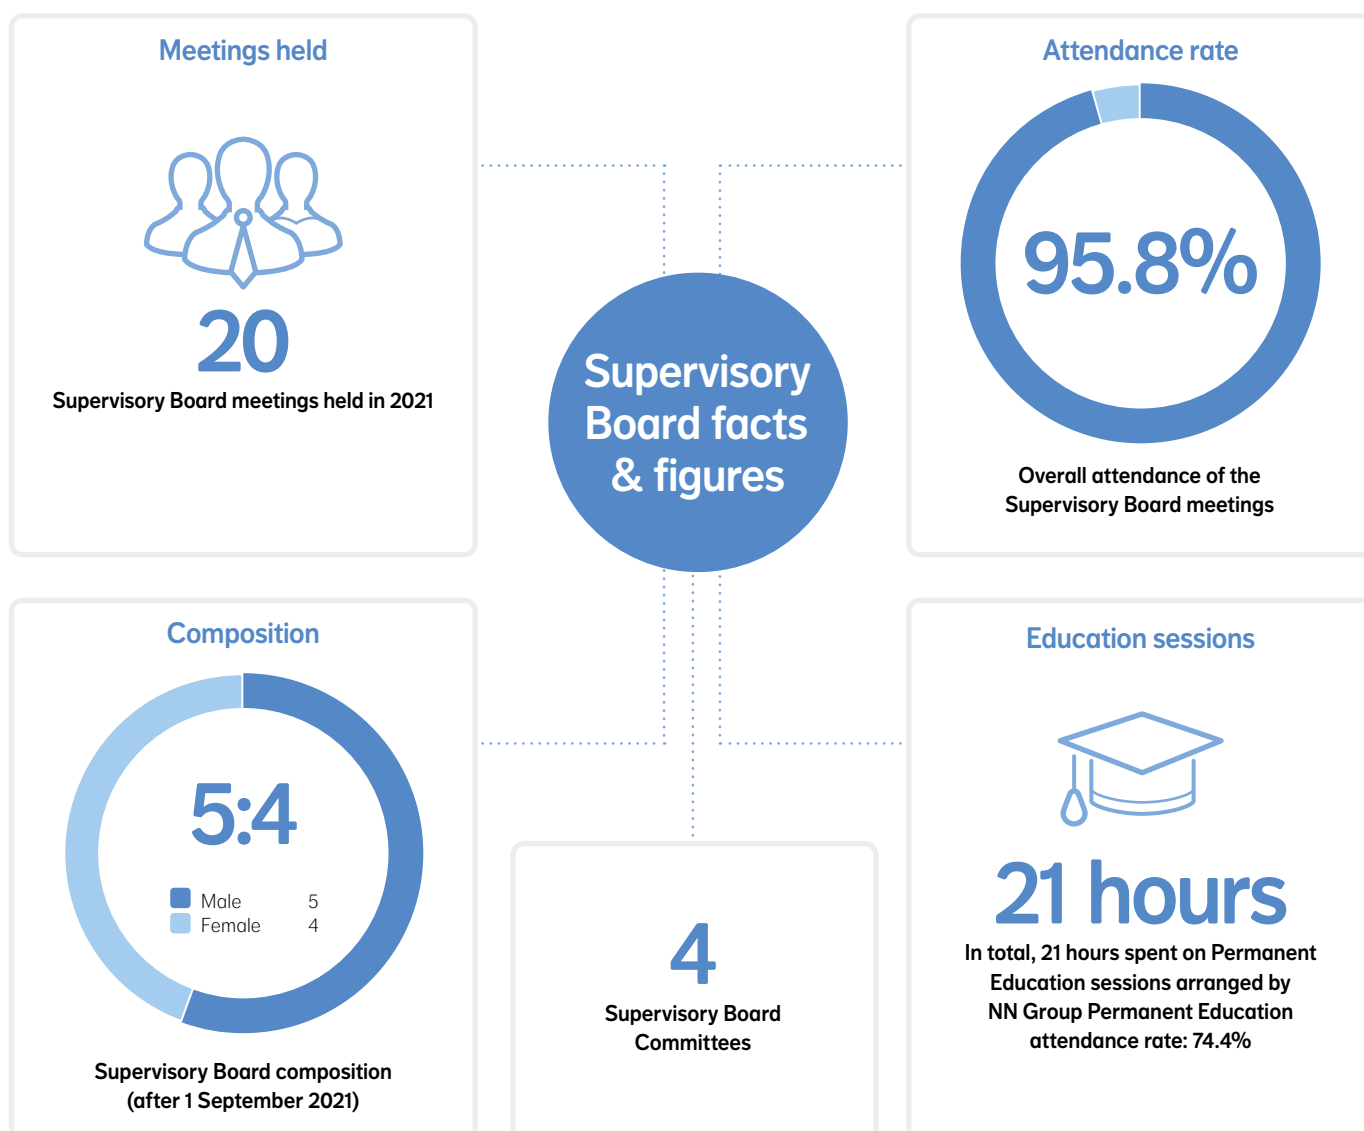 Meetings held
20
Supervisory Board meetings held in 2021
Attendance rate
95.8%
Overall attendance of the
Supervisory Board meetings
Supervisory
Board facts
& figures
Composition
5:4
Male 5
Female 4
Supervisory Board composition
(after 1 September 2021)
4
Supervisory Board
Committees
Education sessions
21 hours
In total, 21 hours spent on Permanent
Education sessions arranged by
NN Group Permanent Education
attendance rate: 74.4%